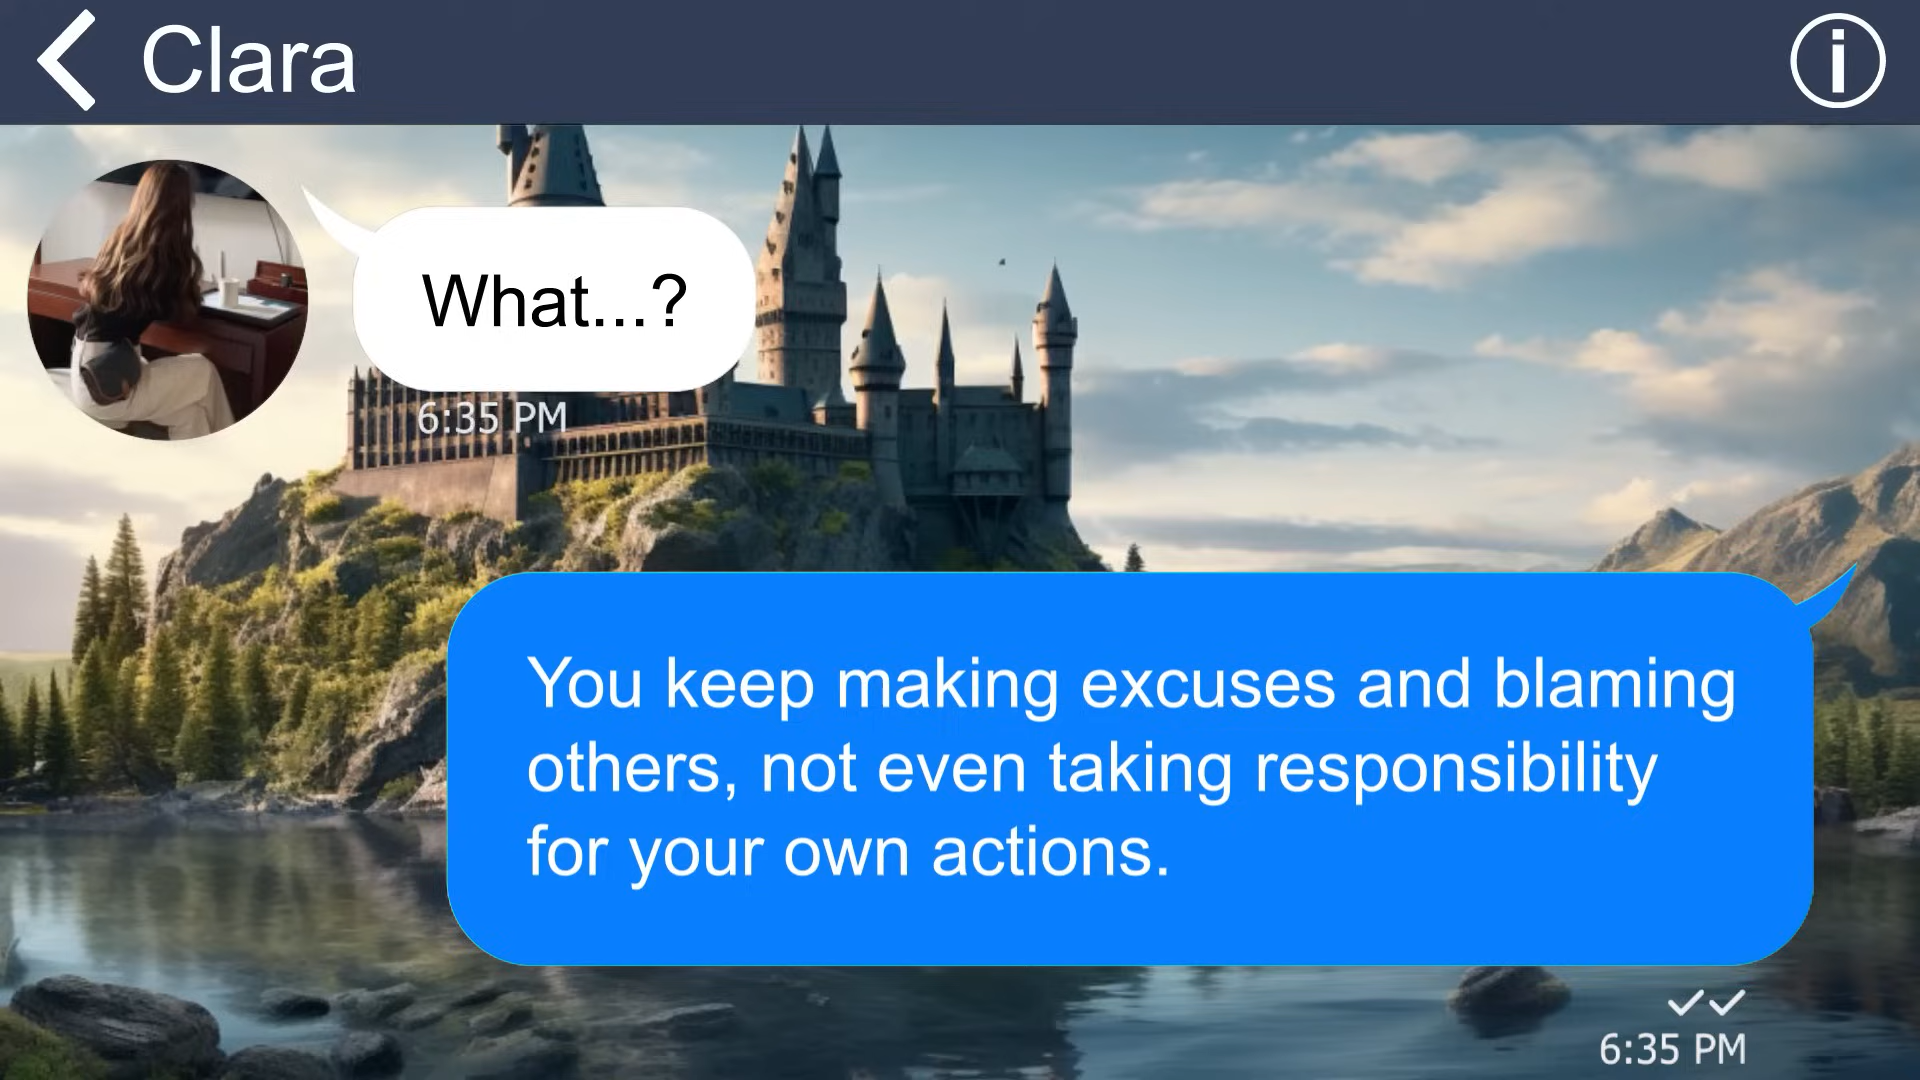 Clara
What...?
6:35 PM
You keep making excuses and blaming
others, not even taking responsibility
for your own actions.
6:35 PM